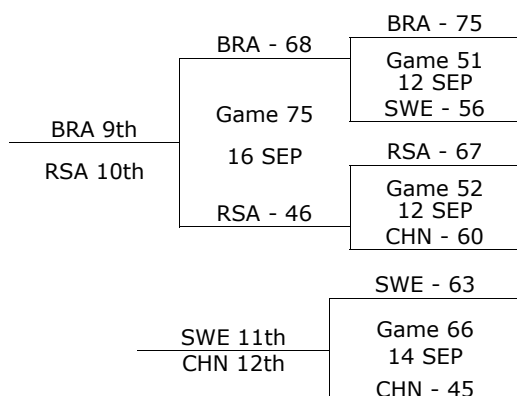 BRA - 75
BRA - 68
Game 51
12 SEP
SWE - 56
Game 75
BRA 9th
16 SEP
RSA 10th
RSA - 67
Game 52
12 SEP
RSA - 46
CHN - 60
SWE - 63
Game 66
SWE 11th
14 SEP
CHN 12th
CHN - 45